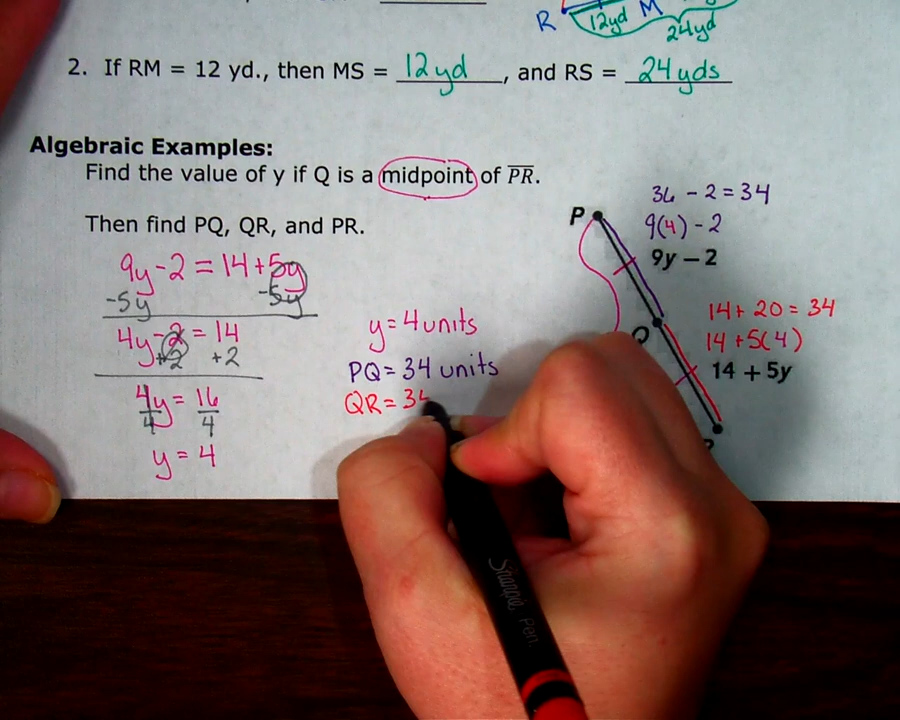 R 12yd M
24yd
2. If RM = 12 yd., then MS = 12yd, and RS = 24 yds
Algebraic Examples:
Find the value of y if Q is a midpoint of PR.
Then find PQ, QR, and PR.
9y-2 = 14+5y
-5y -5y
4y-2 = 14
+2 +2
4y = 16
4 4
y = 4
y = 4 units
PQ = 34 units
QR = 34
36 - 2 = 34
9(4) - 2
P 9y – 2
14 + 20 = 34
14 + 5(4)
Q 14 + 5y
Sharpie Pen.